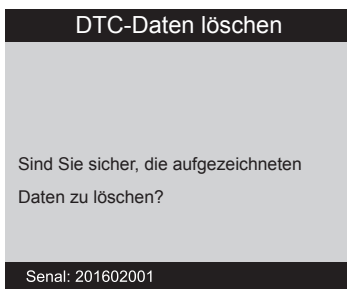 DTC-Daten löschen
Sind Sie sicher, die aufgezeichneten
Daten zu löschen?
Senal: 201602001